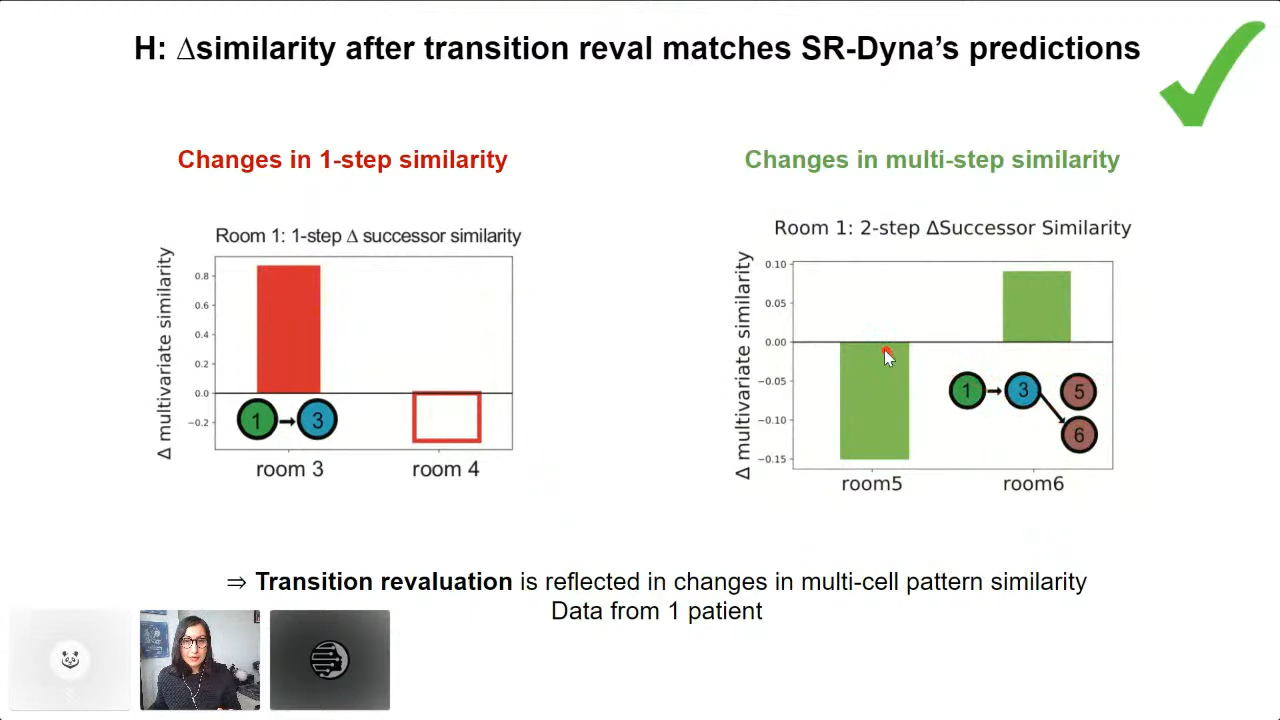 H: ∆similarity after transition reval matches SR-Dyna's predictions
Changes in 1-step similarity
Room 1: 1-step ∆ successor similarity
∆ multivariate similarity
0.8
0.6
0.4
0.2
0.0
−0.2
1
3
room 3
room 4
Changes in multi-step similarity
Room 1: 2-step ΔSuccessor Similarity
Δ multivariate similarity
0.10
0.05
0.00
−0.05
−0.10
−0.15
1
3
5
6
room5
room6
⇒ Transition revaluation is reflected in changes in multi-cell pattern similarity
Data from 1 patient